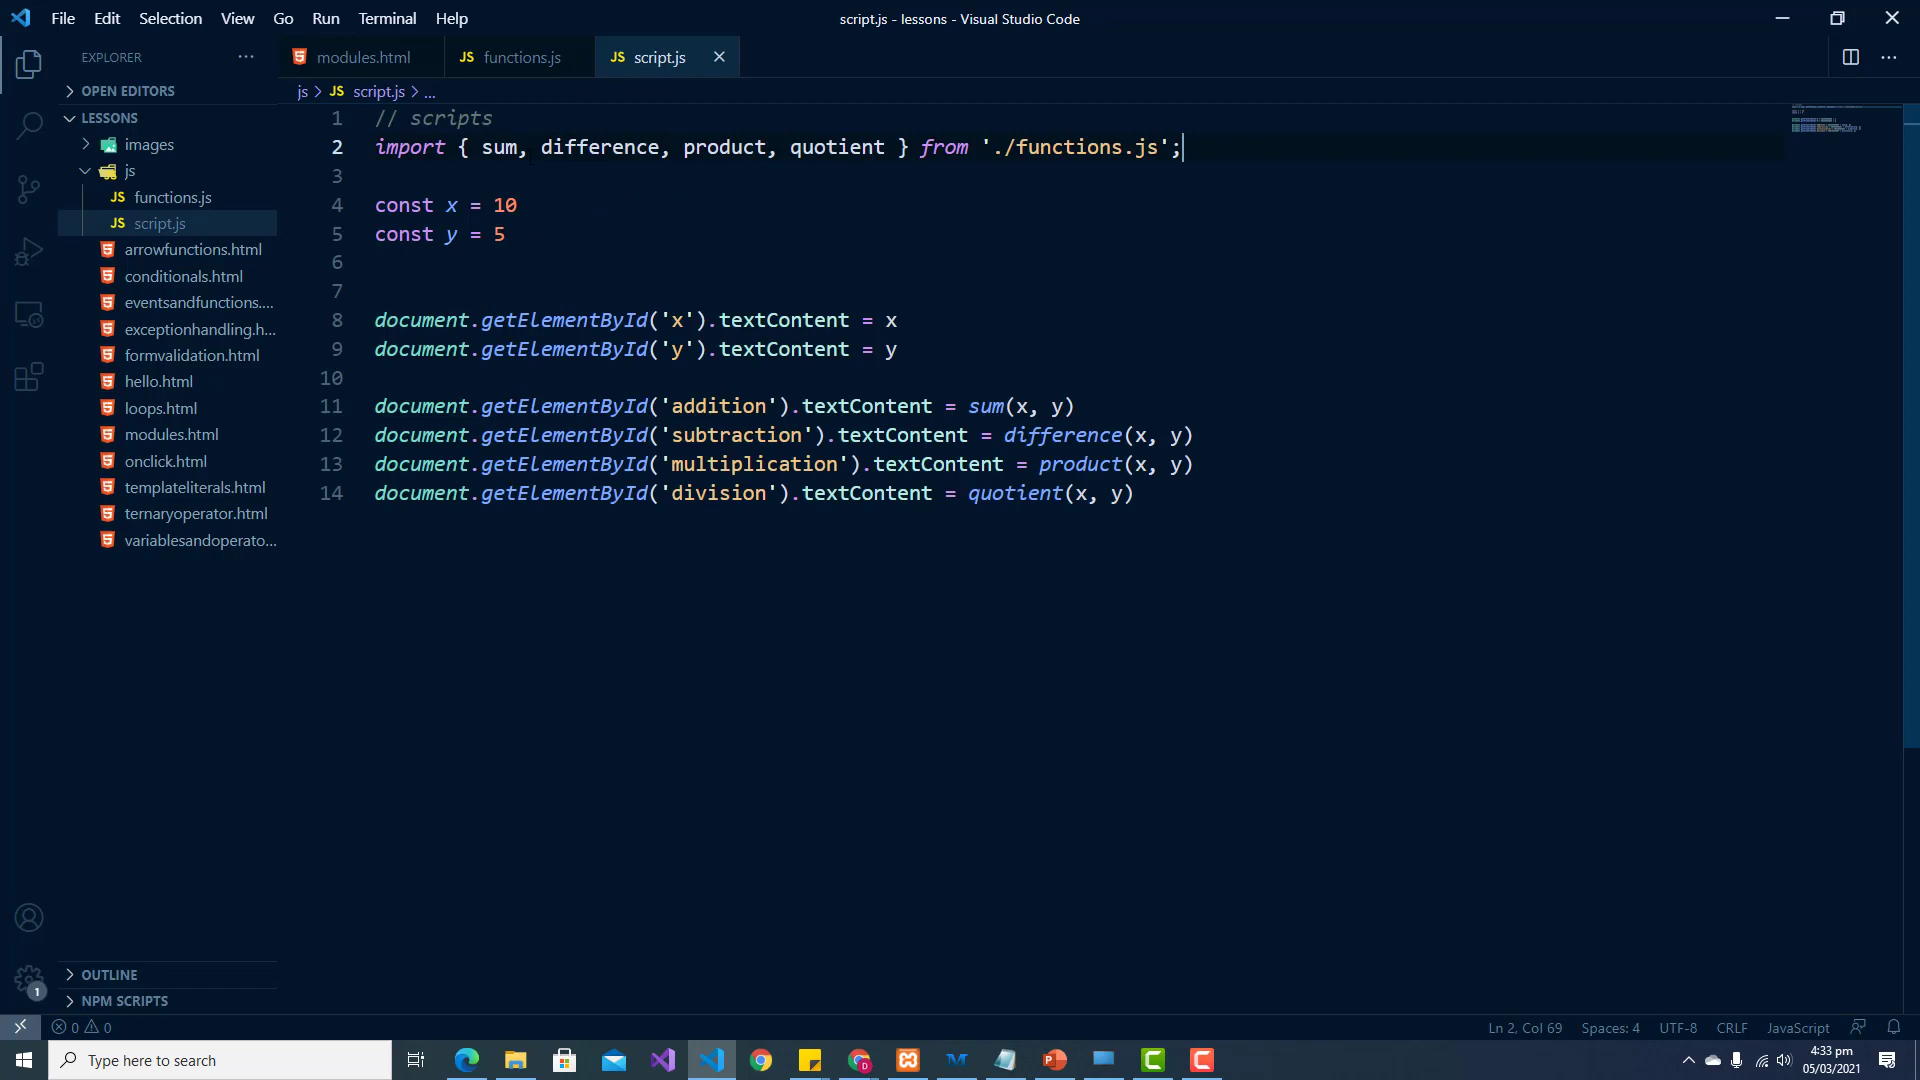 File Edit Selection View Go Run Terminal Help
script.js - lessons - Visual Studio Code
EXPLORER
OPEN EDITORS
LESSONS
images
js
JS functions.js
JS script.js
arrowfunctions.html
conditionals.html
eventsandfunctions....
exceptionhandling.h...
formvalidation.html
hello.html
loops.html
modules.html
onclick.html
templateliterals.html
ternaryoperator.html
variablesandoperato...
OUTLINE
NPM SCRIPTS
modules.html JS functions.js JS script.js
js > JS script.js > ...
1 // scripts
2 import { sum, difference, product, quotient } from './functions.js';
3
4 const x = 10
5 const y = 5
6
7
8 document.getElementById('x').textContent = x
9 document.getElementById('y').textContent = y
10
11 document.getElementById('addition').textContent = sum(x, y)
12 document.getElementById('subtraction').textContent = difference(x, y)
13 document.getElementById('multiplication').textContent = product(x, y)
14 document.getElementById('division').textContent = quotient(x, y)
1
0 0 Ln 2, Col 69 Spaces: 4 UTF-8 CRLF JavaScript
Type here to search
4:33 pm
05/03/2021